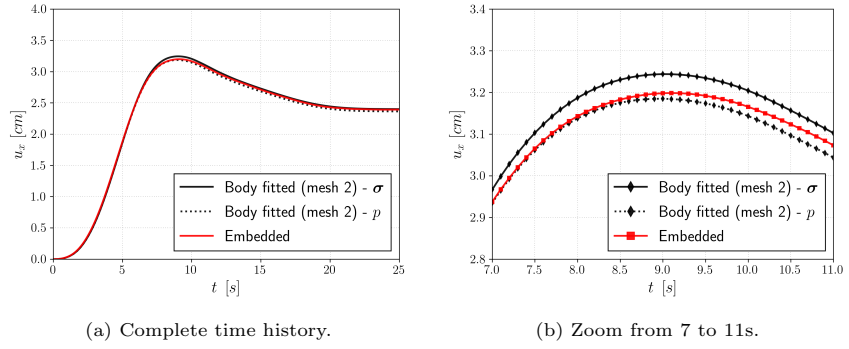 4.0
3.5
3.0
2.5
2.0
1.5
1.0
0.5
0.0
u_x [cm]
0 5 10 15 20 25
t [s]
Body fitted (mesh 2) - σ
Body fitted (mesh 2) - p
Embedded
(a) Complete time history.
3.4
3.3
3.2
3.1
3.0
2.9
2.8
u_x [cm]
7.0 7.5 8.0 8.5 9.0 9.5 10.0 10.5 11.0
t [s]
Body fitted (mesh 2) - σ
Body fitted (mesh 2) - p
Embedded
(b) Zoom from 7 to 11s.